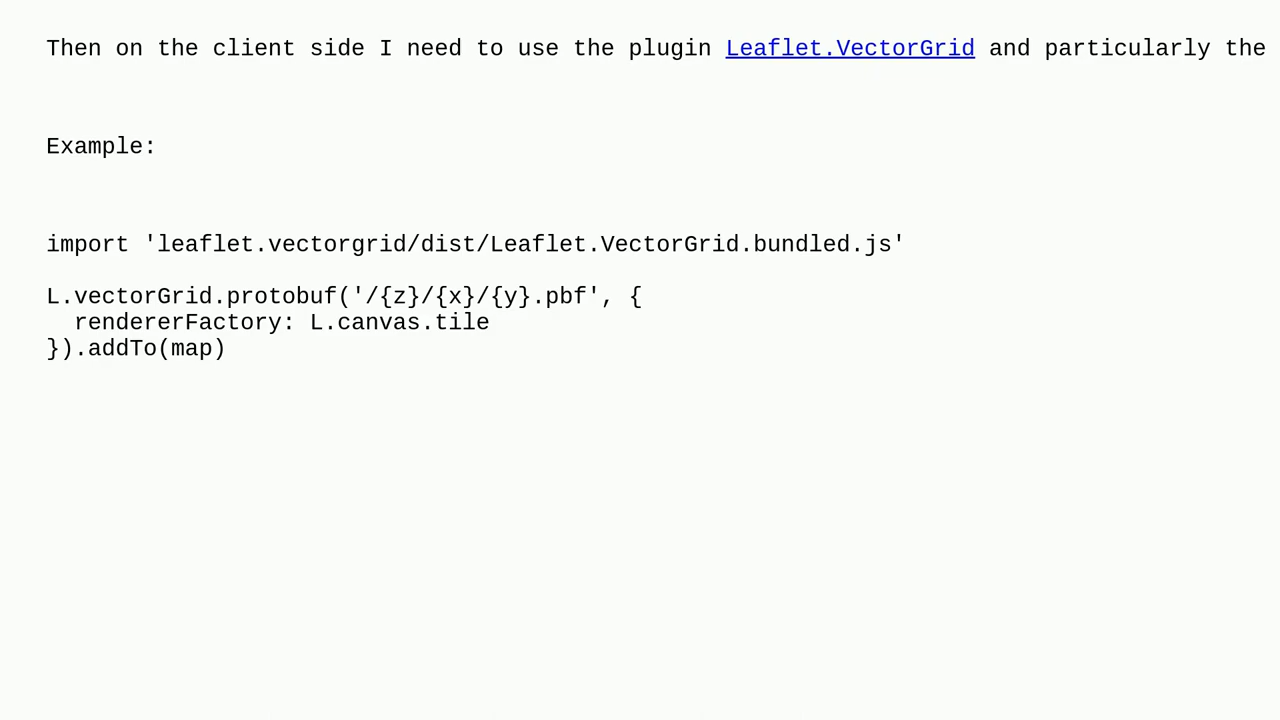 Then on the client side I need to use the plugin Leaflet.VectorGrid and particularly the
Example:
import 'leaflet.vectorgrid/dist/Leaflet.VectorGrid.bundled.js'
L.vectorGrid.protobuf('/{z}/{x}/{y}.pbf', {
  rendererFactory: L.canvas.tile
}).addTo(map)